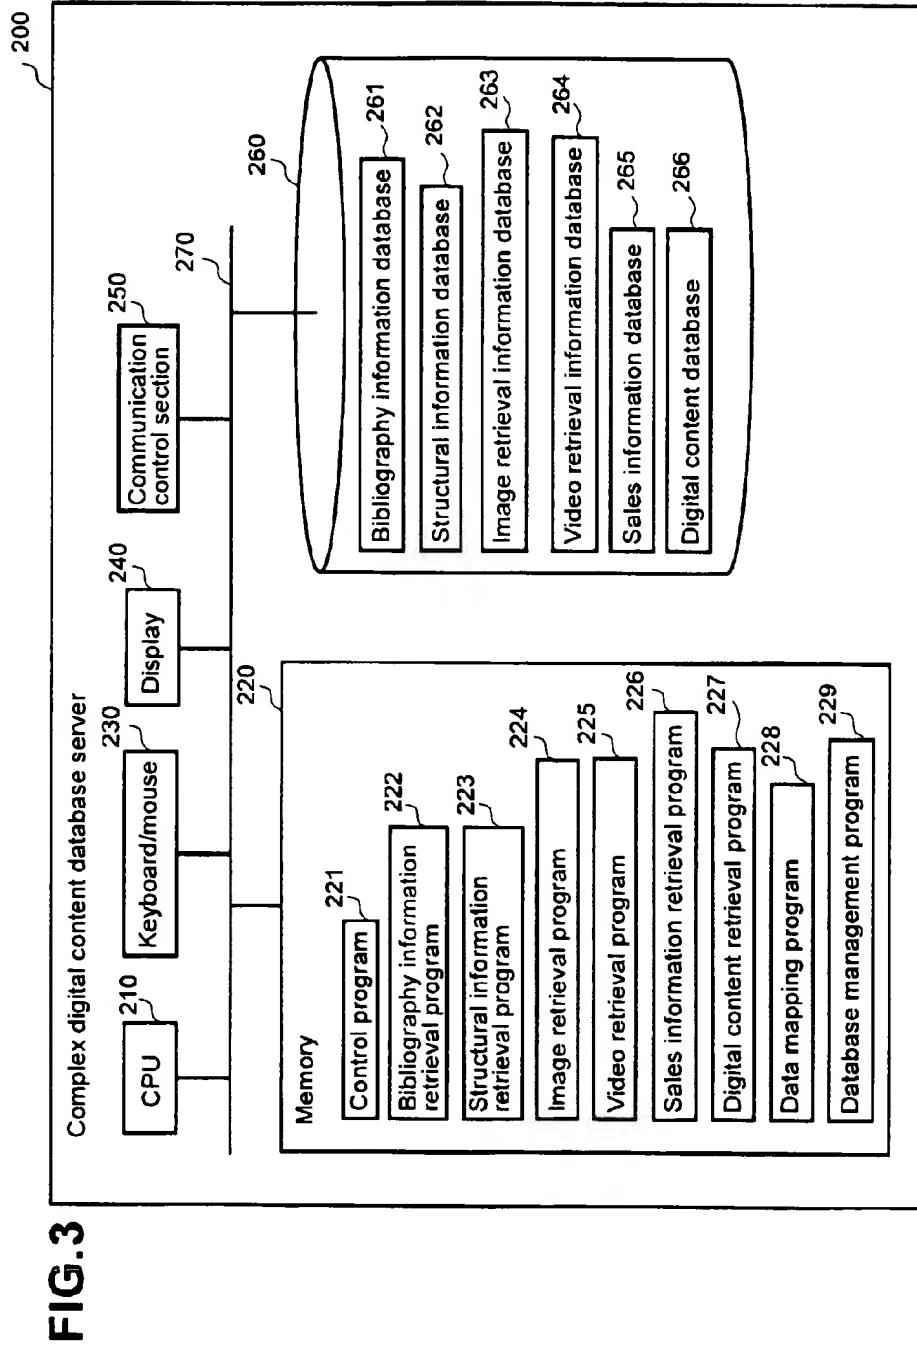 FIG.3
200
Complex digital content database server
210
CPU
230
Keyboard/mouse
240
Display
250
Communication
control section
270
220
Memory
221
Control program
222
Bibliography information
retrieval program
223
Structural information
retrieval program
224
Image retrieval program
225
Video retrieval program
226
Sales information retrieval program
227
Digital content retrieval program
228
Data mapping program
229
Database management program
260
261
Bibliography information database
262
Structural information database
263
Image retrieval information database
264
Video retrieval information database
265
Sales information database
266
Digital content database